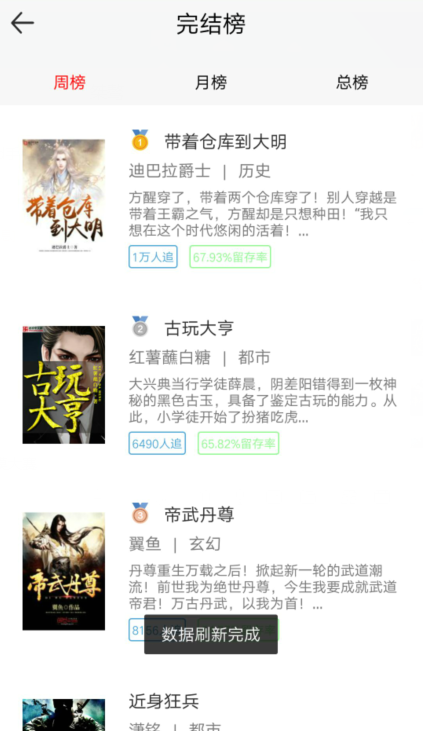 完结榜
周榜
月榜
总榜
1
带着仓库到大明
迪巴拉爵士 | 历史
方醒穿了，带着两个仓库穿了！别人穿越是
带着王霸之气，方醒却是只想种田！“我只
想在这个时代悠闲的活着！...
1万人追
67.93%留存率
带着仓库
到大明
2
古玩大亨
红薯蘸白糖 | 都市
大兴典当行学徒薛晨，阴差阳错得到一枚神
秘的黑色古玉，具备了鉴定古玩的能力。从
此，小学徒开始了扮猪吃虎...
6490人追
65.82%留存率
古玩
大亨
3
帝武丹尊
翼鱼 | 玄幻
丹尊重生万载之后！掀起新一轮的武道潮
流！前世我为绝世丹尊，今生我要成就武道
帝君！万古丹武，以我为首！...
帝武丹尊
翼鱼 作品
数据刷新完成
近身狂兵